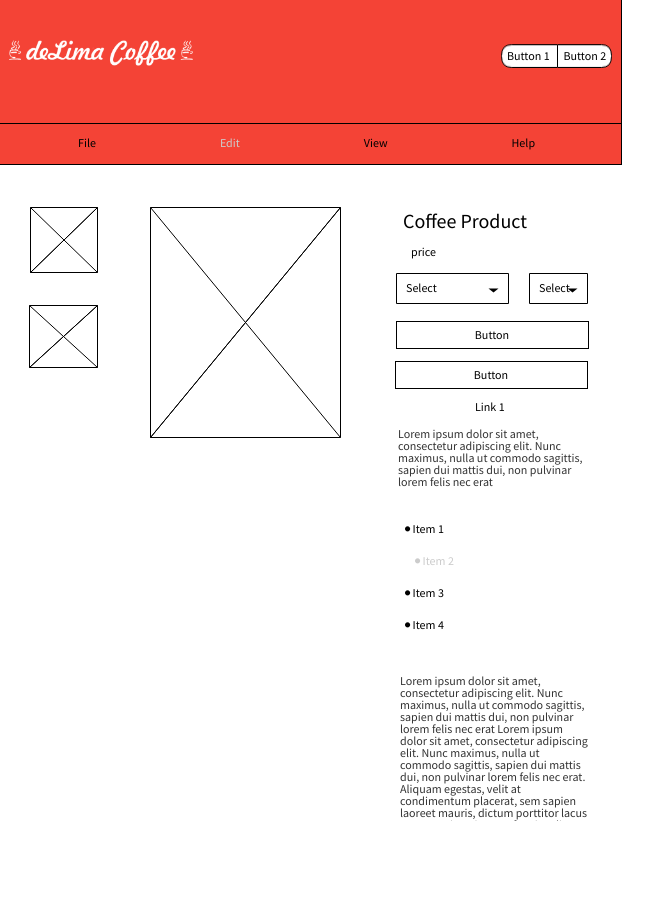 deLima Coffee
Button 1 Button 2
File Edit View Help
Coffee Product
price
Select Select
Button
Button
Link 1
Lorem ipsum dolor sit amet,
consectetur adipiscing elit. Nunc
maximus, nulla ut commodo sagittis,
sapien dui mattis dui, non pulvinar
lorem felis nec erat
Item 1
Item 2
Item 3
Item 4
Lorem ipsum dolor sit amet,
consectetur adipiscing elit. Nunc
maximus, nulla ut commodo sagittis,
sapien dui mattis dui, non pulvinar
lorem felis nec erat Lorem ipsum
dolor sit amet, consectetur adipiscing
elit. Nunc maximus, nulla ut
commodo sagittis, sapien dui mattis
dui, non pulvinar lorem felis nec erat.
Aliquam egestas, velit at
condimentum placerat, sem sapien
laoreet mauris, dictum porttitor lacus